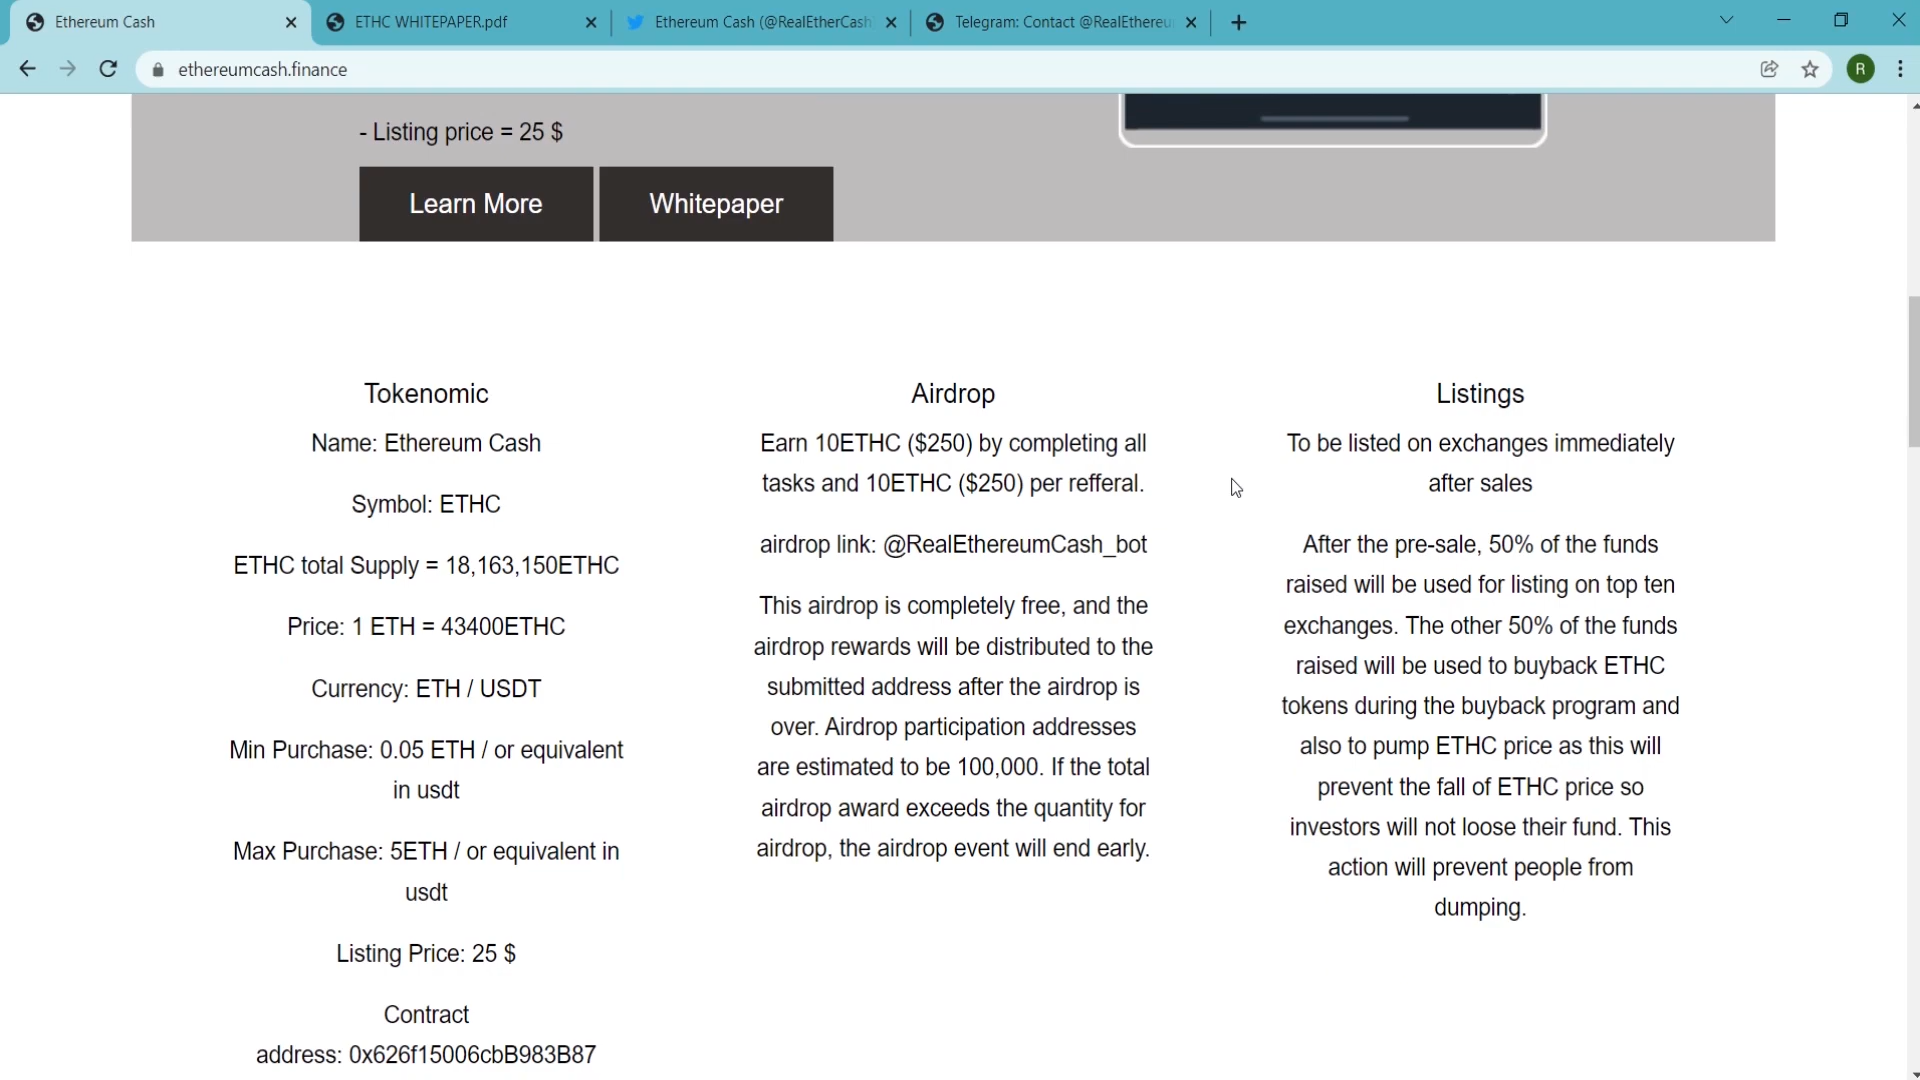 Ethereum Cash
ETHC WHITEPAPER.pdf
Ethereum Cash (@RealEtherCash
Telegram: Contact @RealEthereu
ethereumcash.finance
R
- Listing price = 25 $
Learn More
Whitepaper
Tokenomic
Name: Ethereum Cash
Symbol: ETHC
ETHC total Supply = 18,163,150ETHC
Price: 1 ETH = 43400ETHC
Currency: ETH / USDT
Min Purchase: 0.05 ETH / or equivalent
in usdt
Max Purchase: 5ETH / or equivalent in
usdt
Listing Price: 25 $
Contract
address: 0x626f15006cbB983B87
Airdrop
Earn 10ETHC ($250) by completing all
tasks and 10ETHC ($250) per refferal.
airdrop link: @RealEthereumCash_bot
This airdrop is completely free, and the
airdrop rewards will be distributed to the
submitted address after the airdrop is
over. Airdrop participation addresses
are estimated to be 100,000. If the total
airdrop award exceeds the quantity for
airdrop, the airdrop event will end early.
Listings
To be listed on exchanges immediately
after sales
After the pre-sale, 50% of the funds
raised will be used for listing on top ten
exchanges. The other 50% of the funds
raised will be used to buyback ETHC
tokens during the buyback program and
also to pump ETHC price as this will
prevent the fall of ETHC price so
investors will not loose their fund. This
action will prevent people from
dumping.